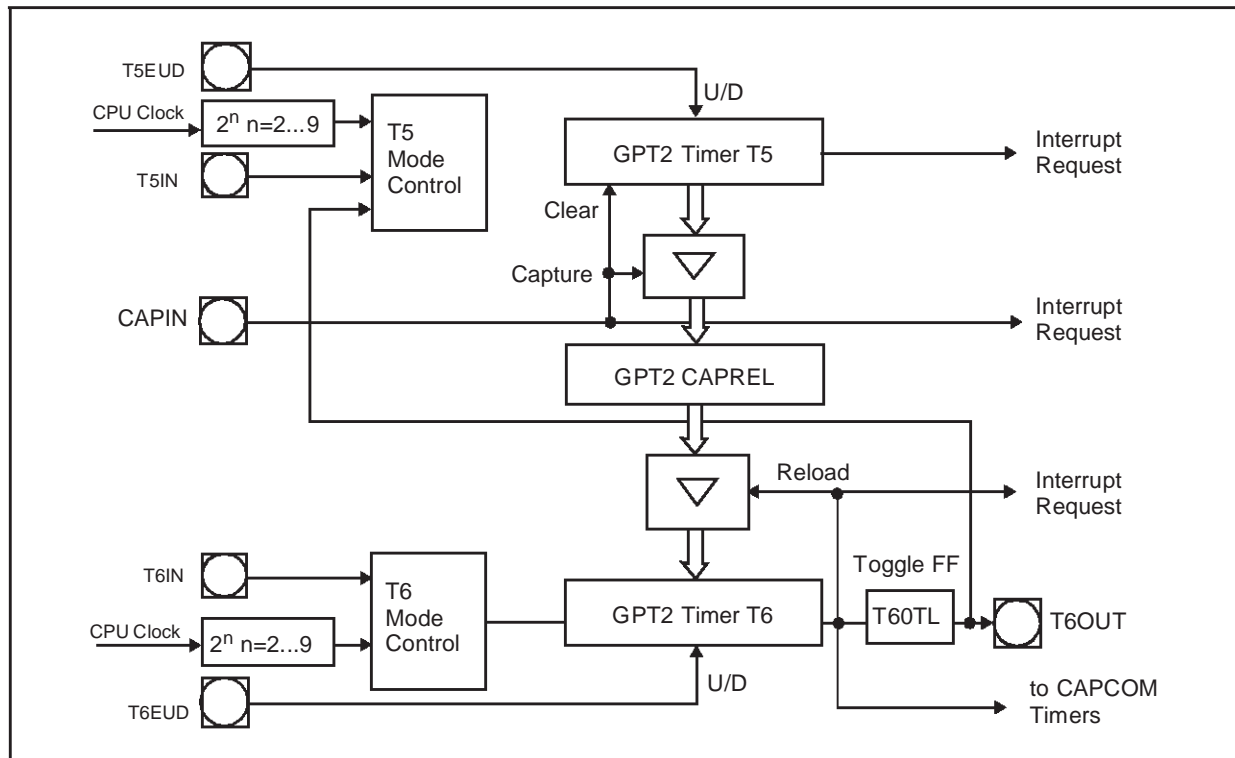 T5EUD
U/D
CPU Clock
2ⁿ n=2...9
T5
Mode
Control
GPT2 Timer T5
Interrupt
Request
T5IN
Clear
Capture
CAPIN
Interrupt
Request
GPT2 CAPREL
Reload
Interrupt
Request
T6IN
T6
Mode
Control
Toggle FF
GPT2 Timer T6
T60TL
T6OUT
CPU Clock
2ⁿ n=2...9
U/D
T6EUD
to CAPCOM
Timers